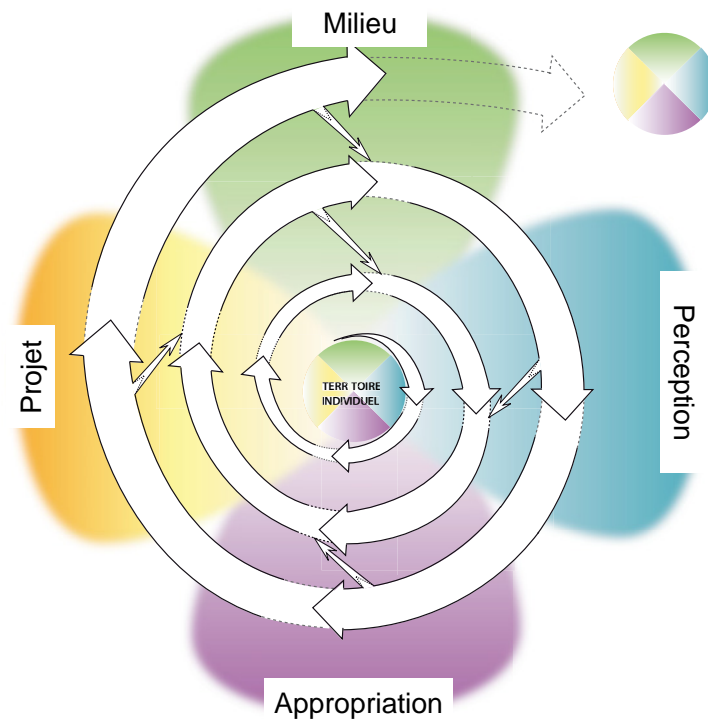 Milieu
Projet
Perception
TERR TOIRE
INDIVIDUEL
Appropriation